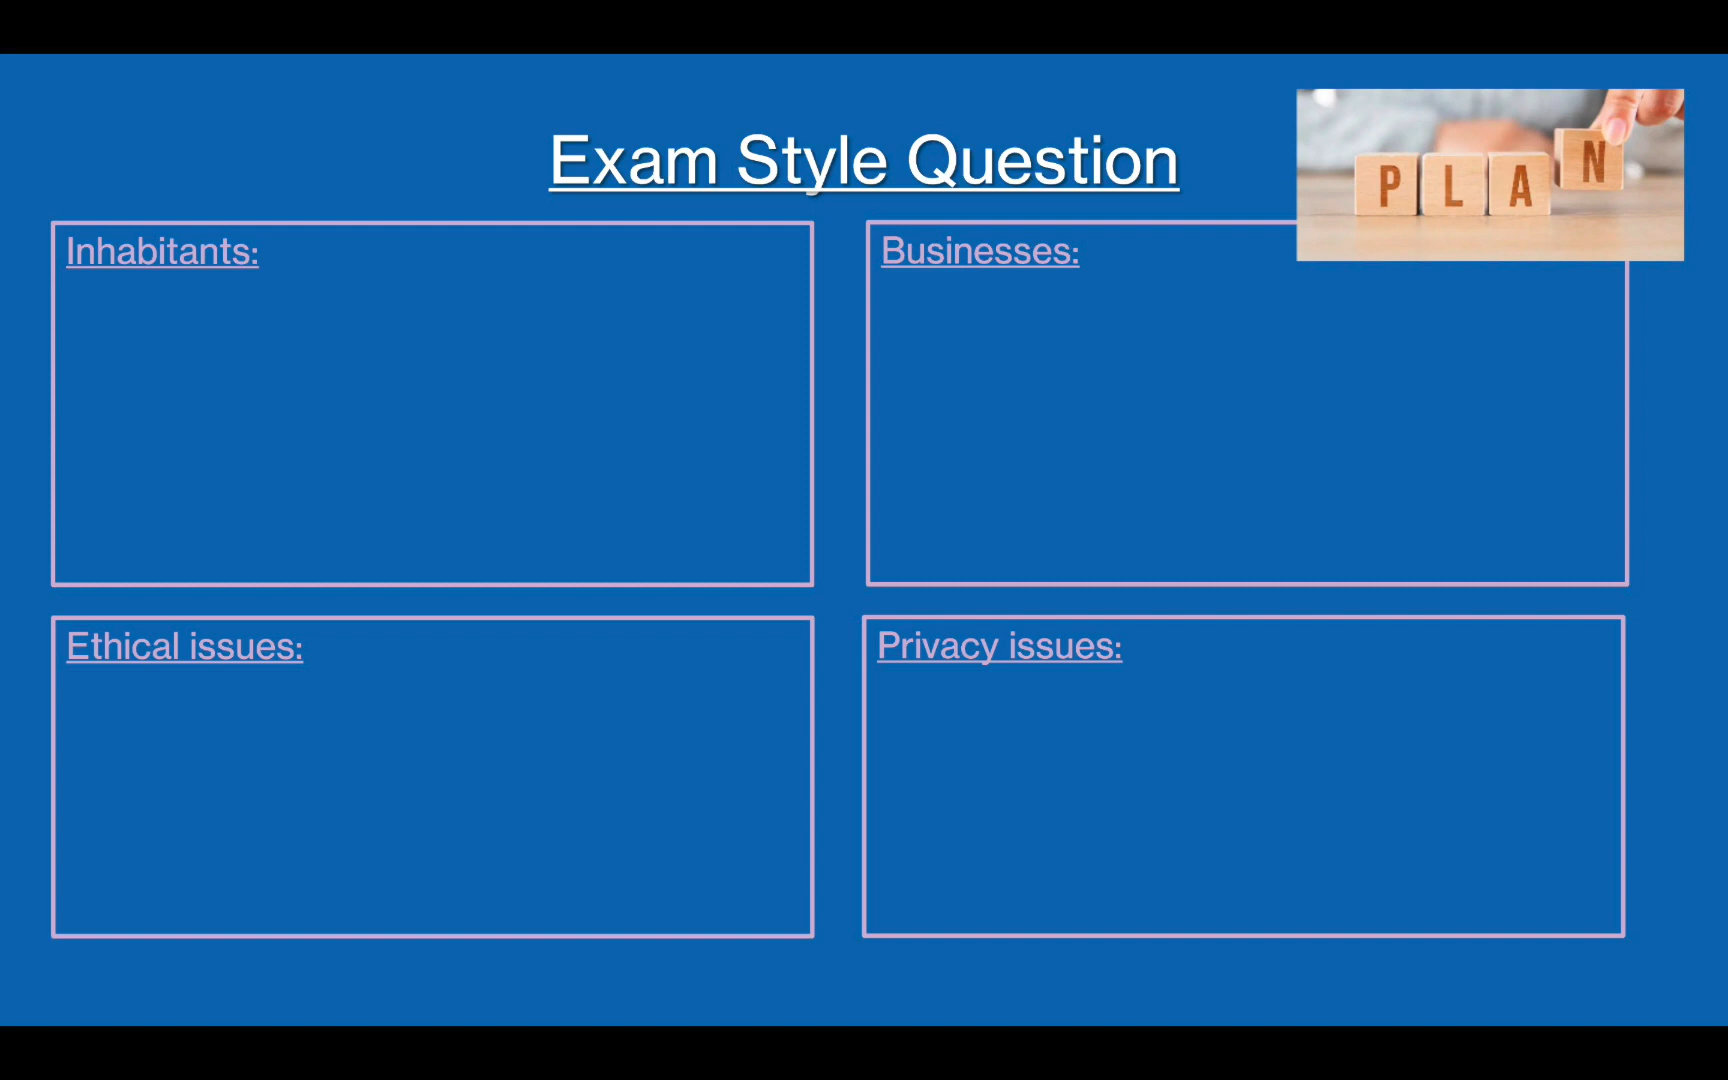 Exam Style Question
PLAN
Inhabitants:
Businesses:
Ethical issues:
Privacy issues: